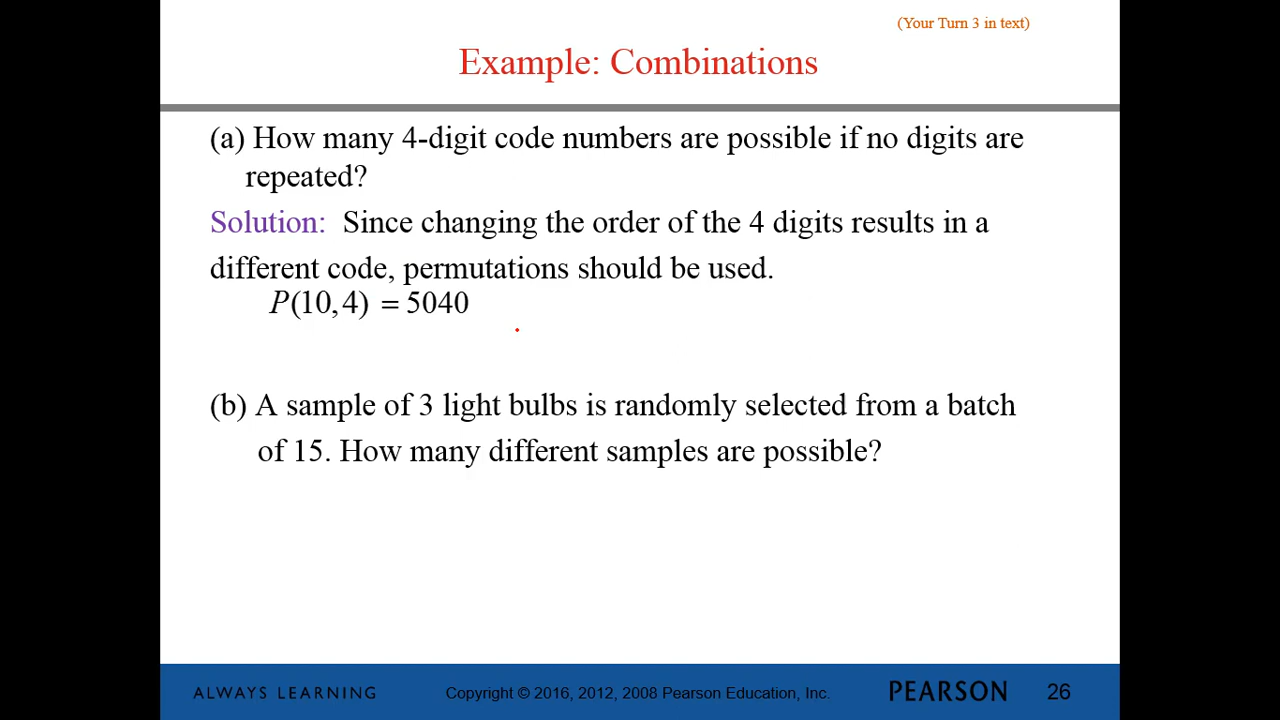 (Your Turn 3 in text)
Example: Combinations
(a) How many 4-digit code numbers are possible if no digits are
repeated?
Solution: Since changing the order of the 4 digits results in a
different code, permutations should be used.
P(10,4) = 5040
(b) A sample of 3 light bulbs is randomly selected from a batch
of 15. How many different samples are possible?
ALWAYS LEARNING Copyright © 2016, 2012, 2008 Pearson Education, Inc. PEARSON 26